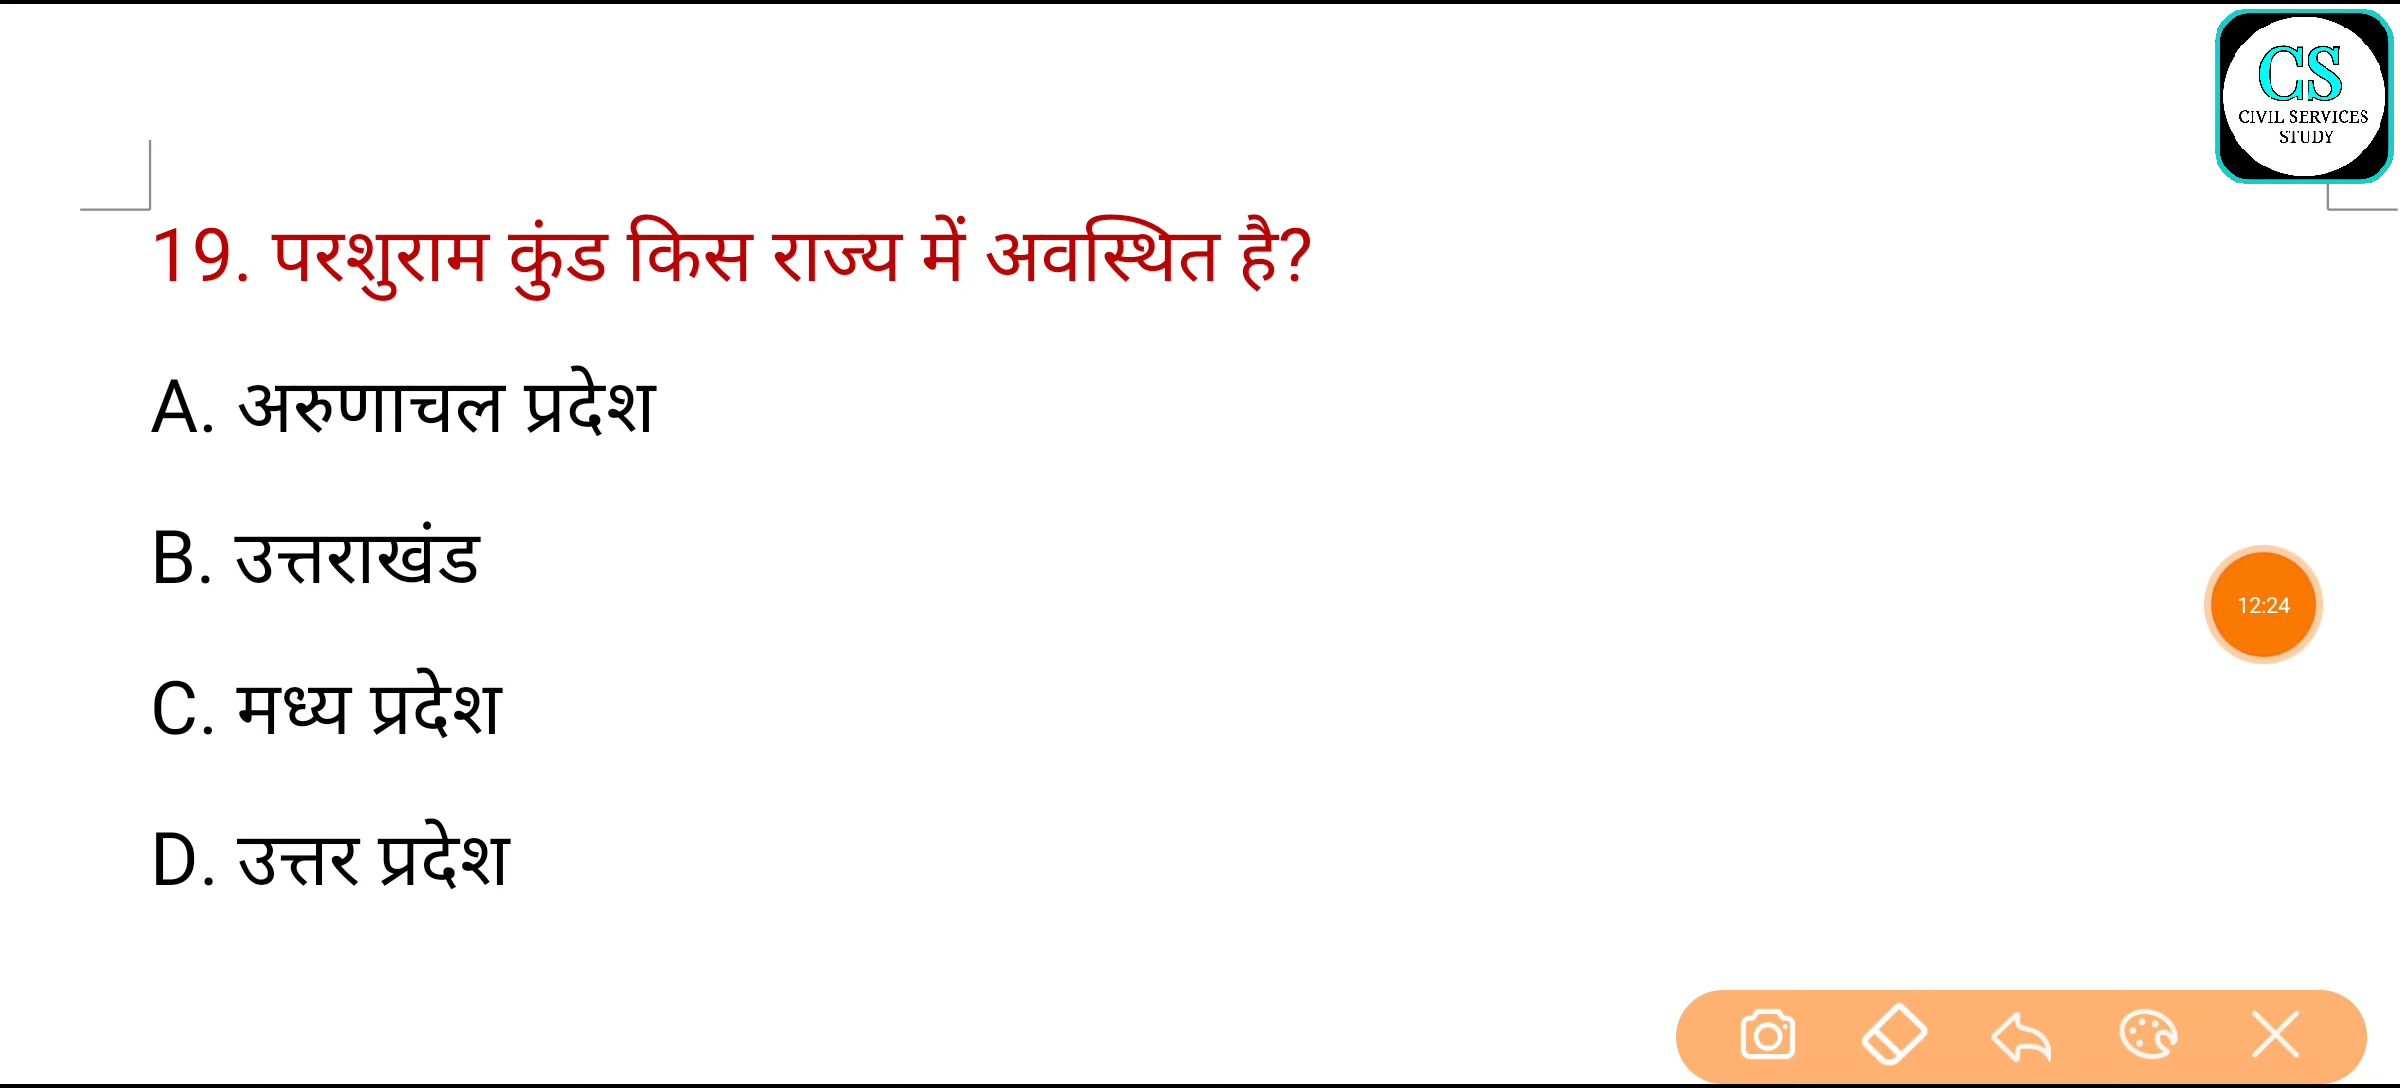 CS
CIVIL SERVICES
STUDY
19. परशुराम कुंड किस राज्य में अवस्थित है?
A. अरुणाचल प्रदेश
B. उत्तराखंड
C. मध्य प्रदेश
D. उत्तर प्रदेश
12:24